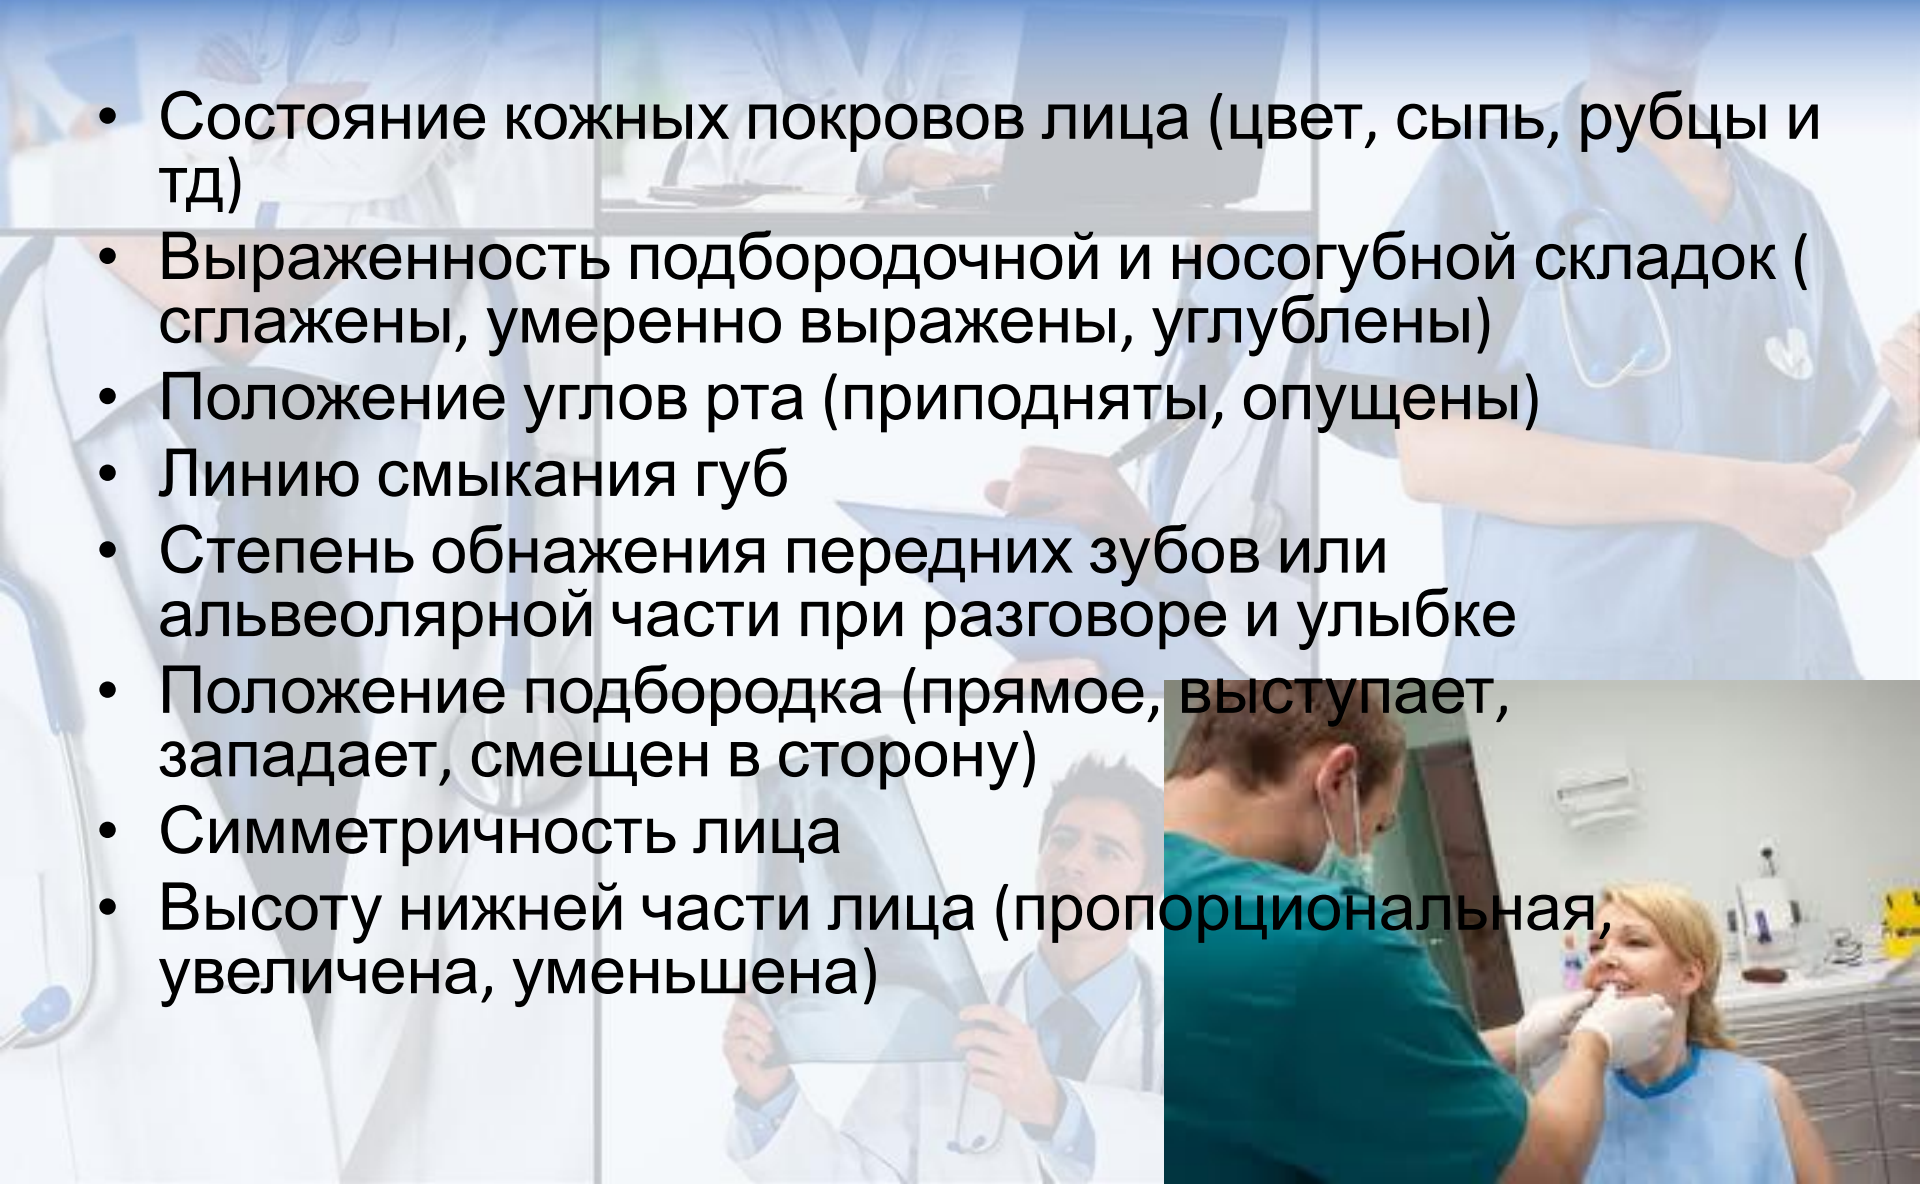 • Состояние кожных покровов лица (цвет, сыпь, рубцы и
тд)
• Выраженность подбородочной и носогубной складок (
сглажены, умеренно выражены, углублены)
• Положение углов рта (приподняты, опущены)
• Линию смыкания губ
• Степень обнажения передних зубов или
альвеолярной части при разговоре и улыбке
• Положение подбородка (прямое, выступает,
западает, смещен в сторону)
• Симметричность лица
• Высоту нижней части лица (пропорциональная,
увеличена, уменьшена)